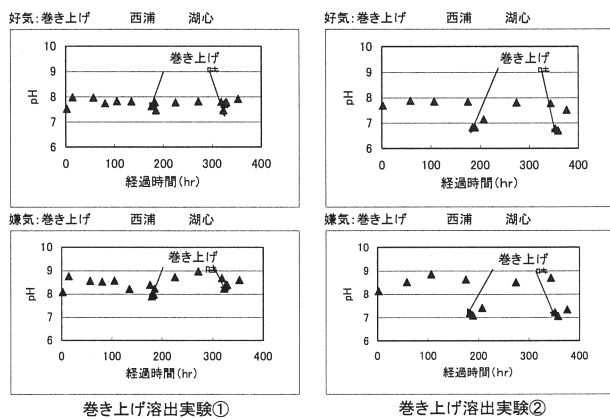 好気:巻き上げ 西浦 湖心
好気:巻き上げ 西浦 湖心
巻き上げ
pH
10
9
8
7
6
0 100 200 300 400
経過時間(hr)
巻き上げ
pH
10
9
8
7
6
0 100 200 300 400
経過時間(hr)
嫌気:巻き上げ 西浦 湖心
嫌気:巻き上げ 西浦 湖心
巻き上げ
pH
10
9
8
7
6
0 100 200 300 400
経過時間(hr)
巻き上げ
pH
10
9
8
7
6
0 100 200 300 400
経過時間(hr)
巻き上げ溶出実験①
巻き上げ溶出実験②